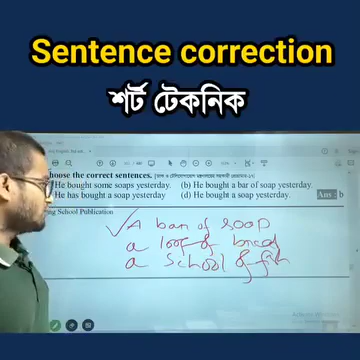 Sentence correction
শর্ট টেকনিক
hoose the correct sentences.
He bought some soaps yesterday. (b) He bought a bar of soap yesterday.
He has bought a soap yesterday (d) He bought a soap yesterday. Ans : b
ng School Publication
A ban of soap
a loaf of bread
a School of fish